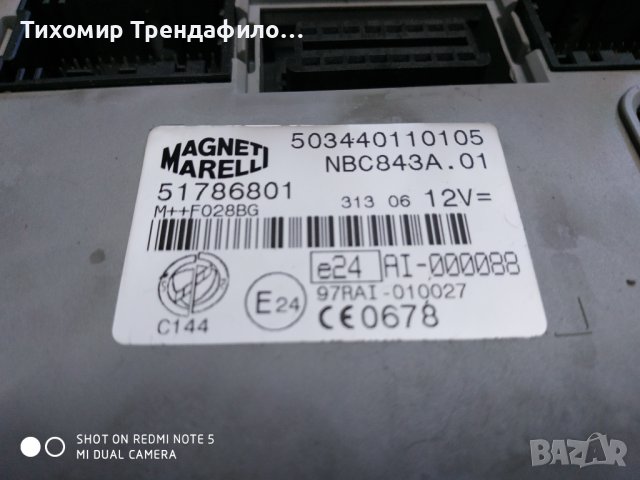 Тихомир Трендафило...
MAGNETI
MARELLI
503440110105
NBC843A.01
51786801
313 06 12V=
M++F028BG
e24 AI-000088
97RAI-010027
E24
C144
CE0678
SHOT ON REDMI NOTE 5
MI DUAL CAMERA
BAZAR